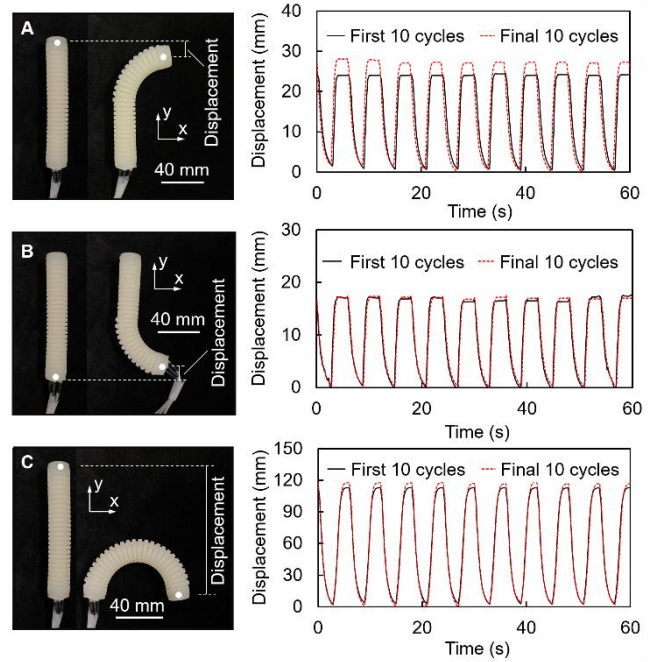 A
Displacement
y
x
40 mm
Displacement (mm)
40
30
20
10
0
First 10 cycles
Final 10 cycles
0
20
40
60
Time (s)
B
y
x
40 mm
Displacement
Displacement (mm)
30
20
10
0
First 10 cycles
Final 10 cycles
0
20
40
60
Time (s)
C
y
x
Displacement
40 mm
Displacement (mm)
150
120
90
60
30
0
First 10 cycles
Final 10 cycles
0
20
40
60
Time (s)